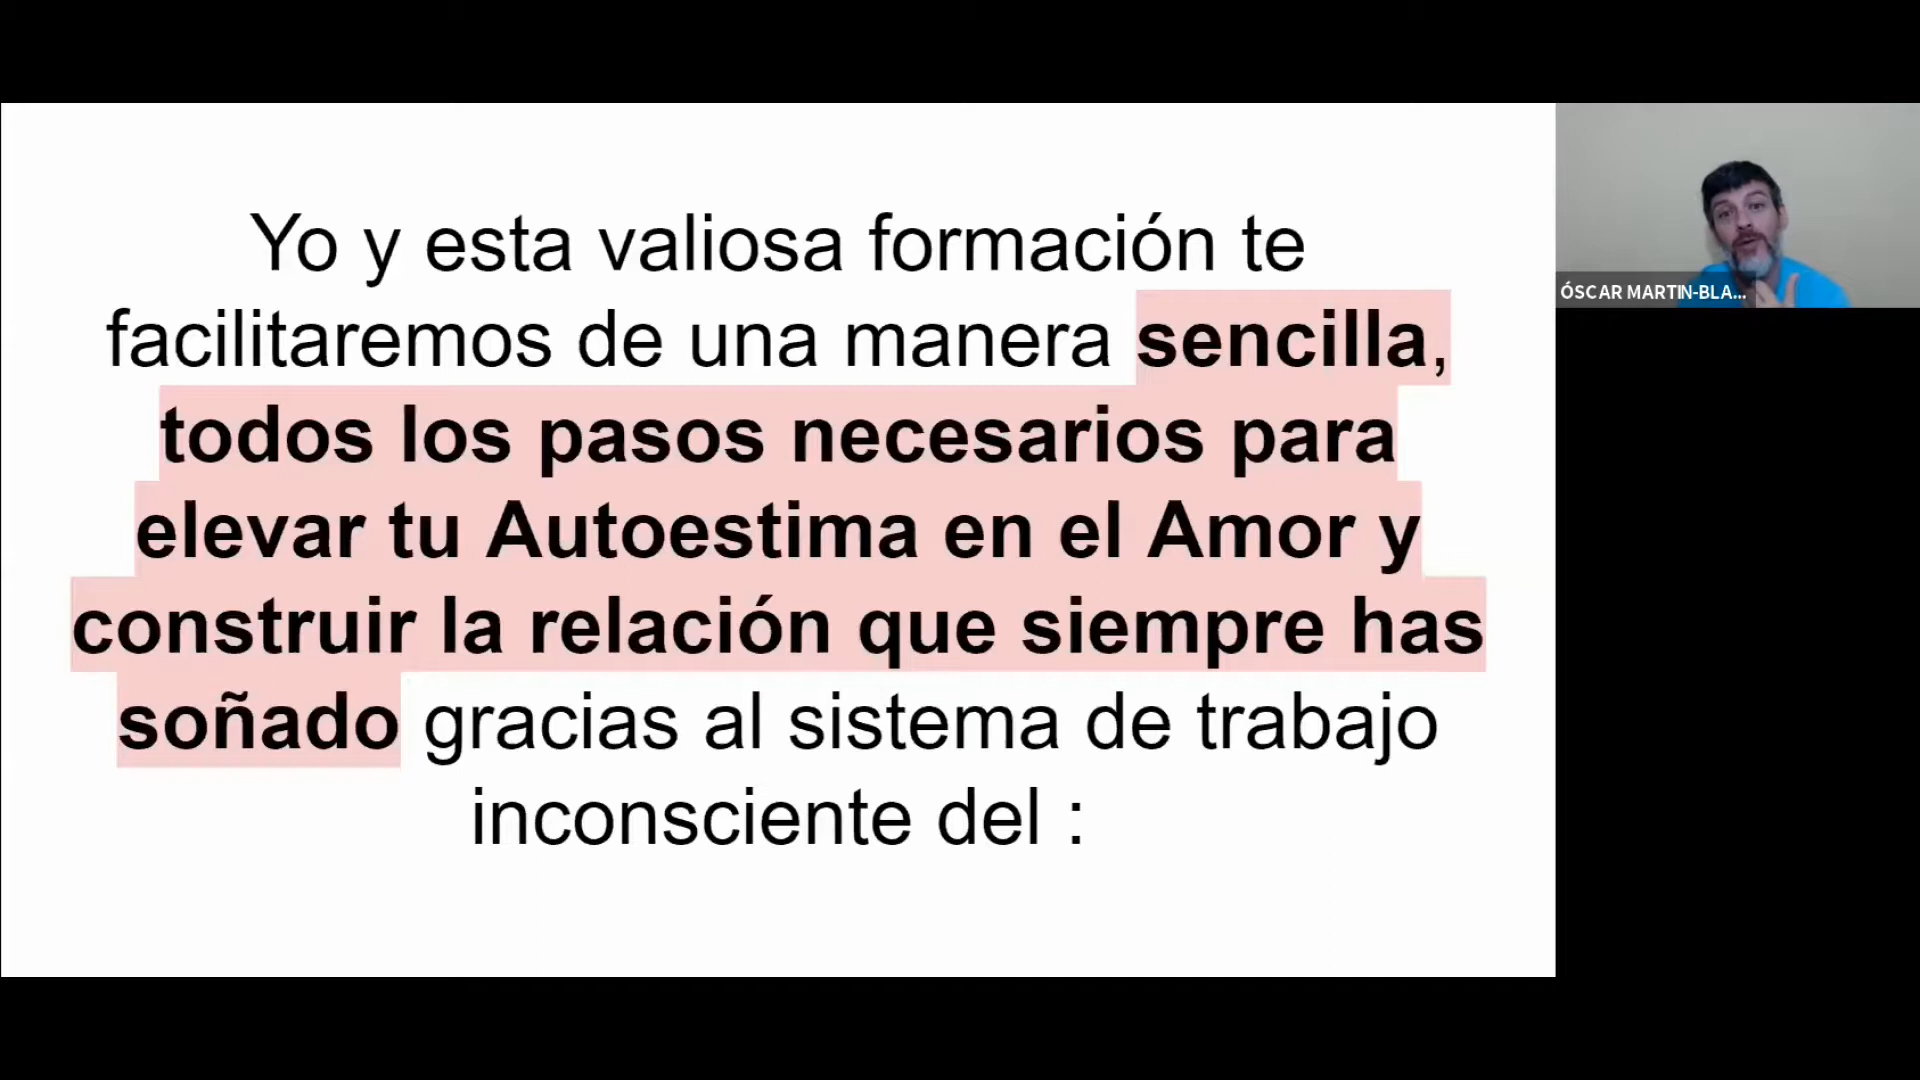 Yo y esta valiosa formación te
facilitaremos de una manera sencilla,
todos los pasos necesarios para
elevar tu Autoestima en el Amor y
construir la relación que siempre has
soñado gracias al sistema de trabajo
inconsciente del :
ÓSCAR MARTIN-BLA...